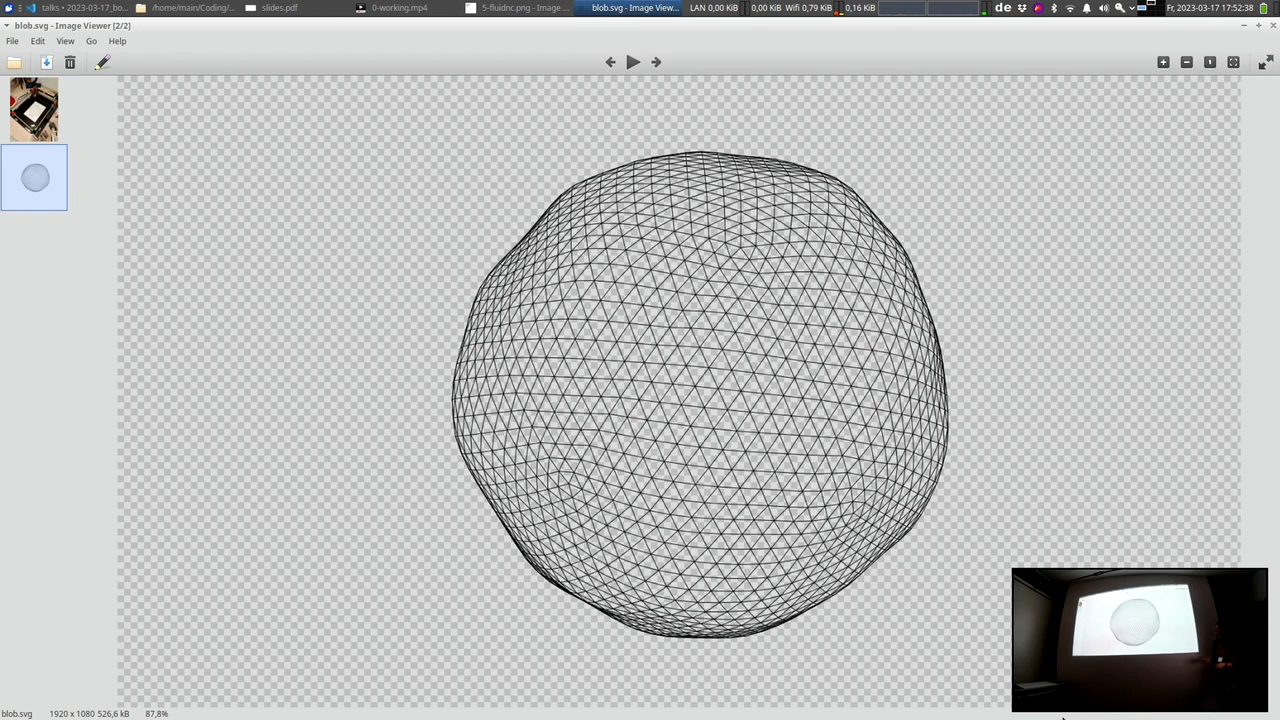 talks • 2023-03-17_bo... /home/main/Coding/... slides.pdf 0-working.mp4 5-fluidnc.png - Image ... blob.svg - Image View... LAN 0,00 KiB 0,00 KiB Wifi 0,79 KiB 0,16 KiB de Fr, 2023-03-17 17:52:38
blob.svg - Image Viewer [2/2]
File Edit View Go Help
blob.svg 1920 x 1080 526,6 kB 87,8%